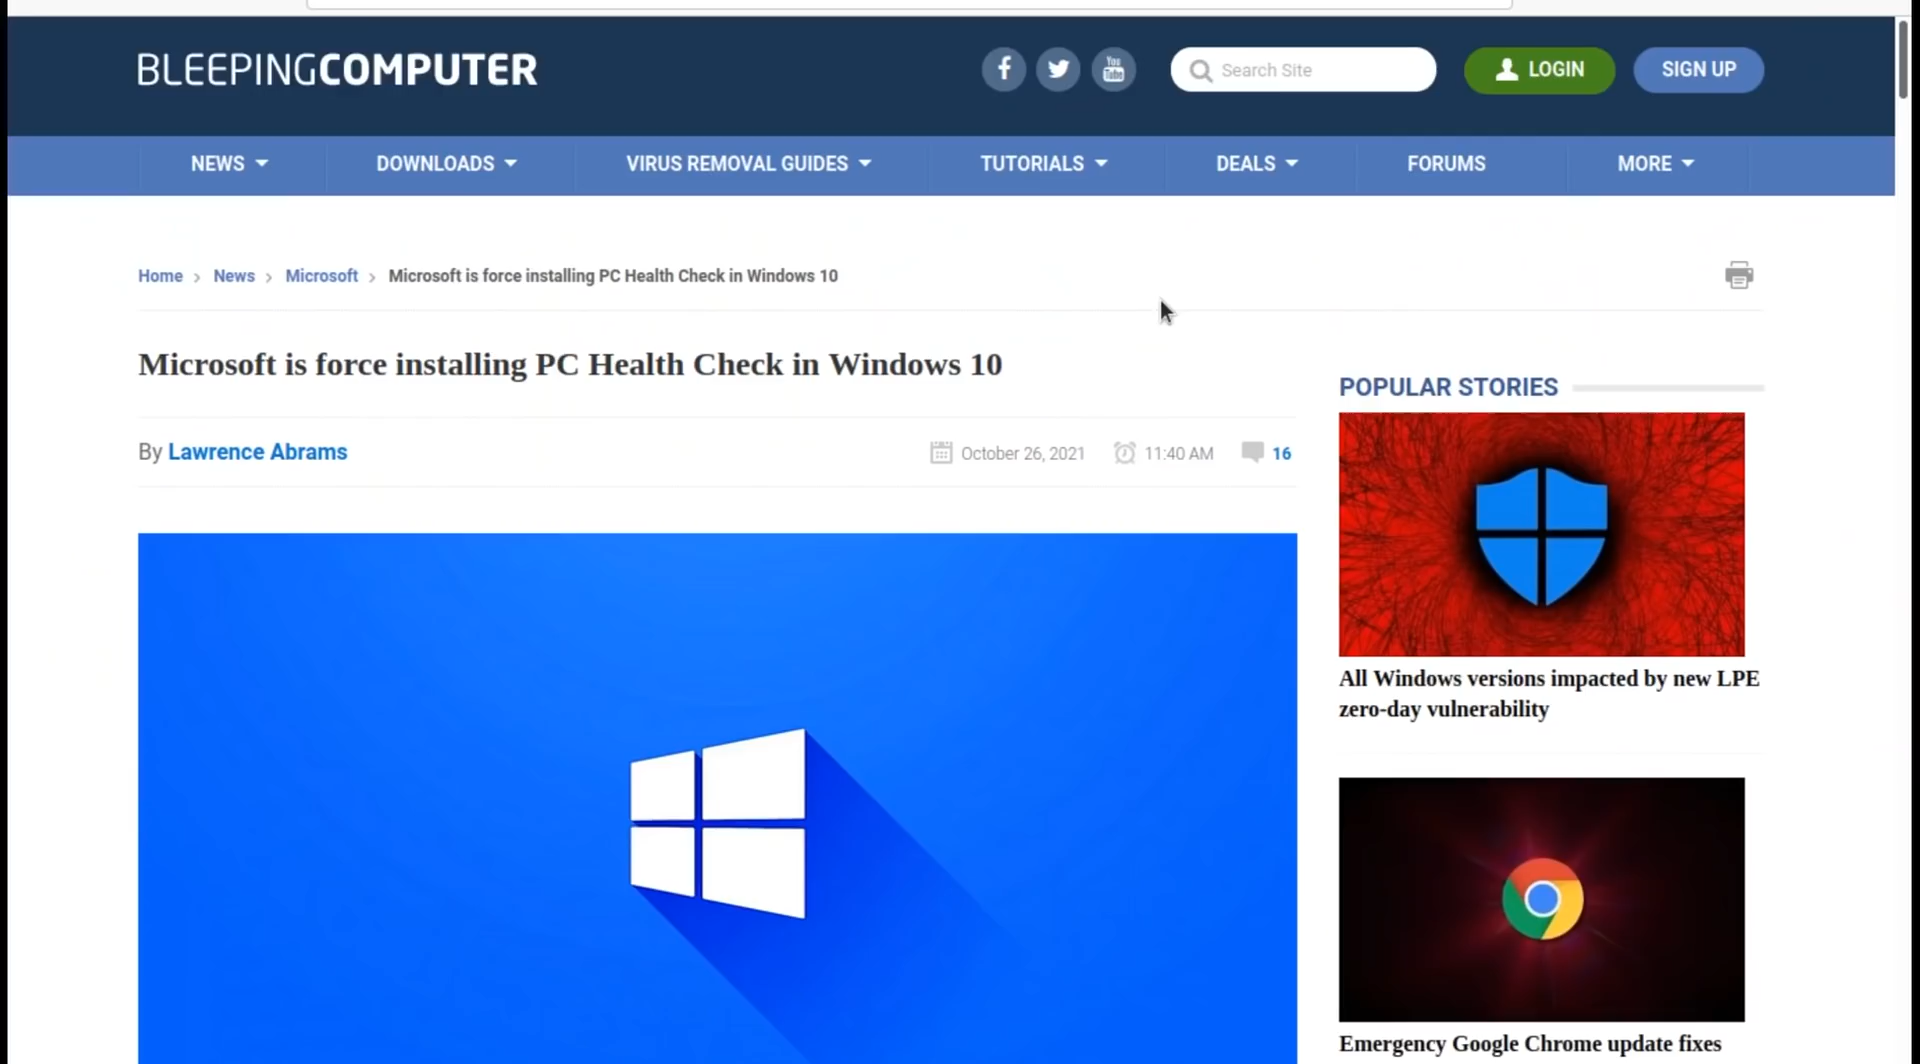 BLEEPINGCOMPUTER
f
You
Tube
Search Site
LOGIN
SIGN UP
NEWS
DOWNLOADS
VIRUS REMOVAL GUIDES
TUTORIALS
DEALS
FORUMS
MORE
Home > News > Microsoft > Microsoft is force installing PC Health Check in Windows 10
Microsoft is force installing PC Health Check in Windows 10
By Lawrence Abrams
October 26, 2021
11:40 AM
16
POPULAR STORIES
All Windows versions impacted by new LPE
zero-day vulnerability
Emergency Google Chrome update fixes